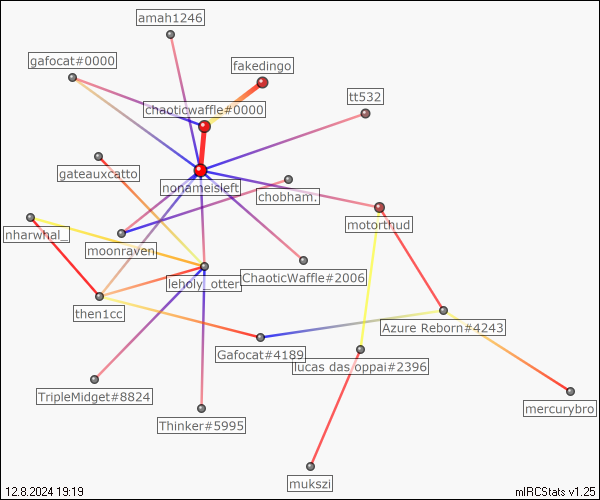 amah1246
gafocat#0000
fakedingo
tt532
chaoticwaffle#0000
gateauxcatto
nonameisleft
chobham.
motorthud
nharwhal_
moonraven
leholy_otter
ChaoticWaffle#2006
then1cc
Azure Reborn#4243
Gafocat#4189
lucas das oppai#2396
TripleMidget#8824
mercurybro
Thinker#5995
mukszi
12.8.2024 19:19
mIRCStats v1.25